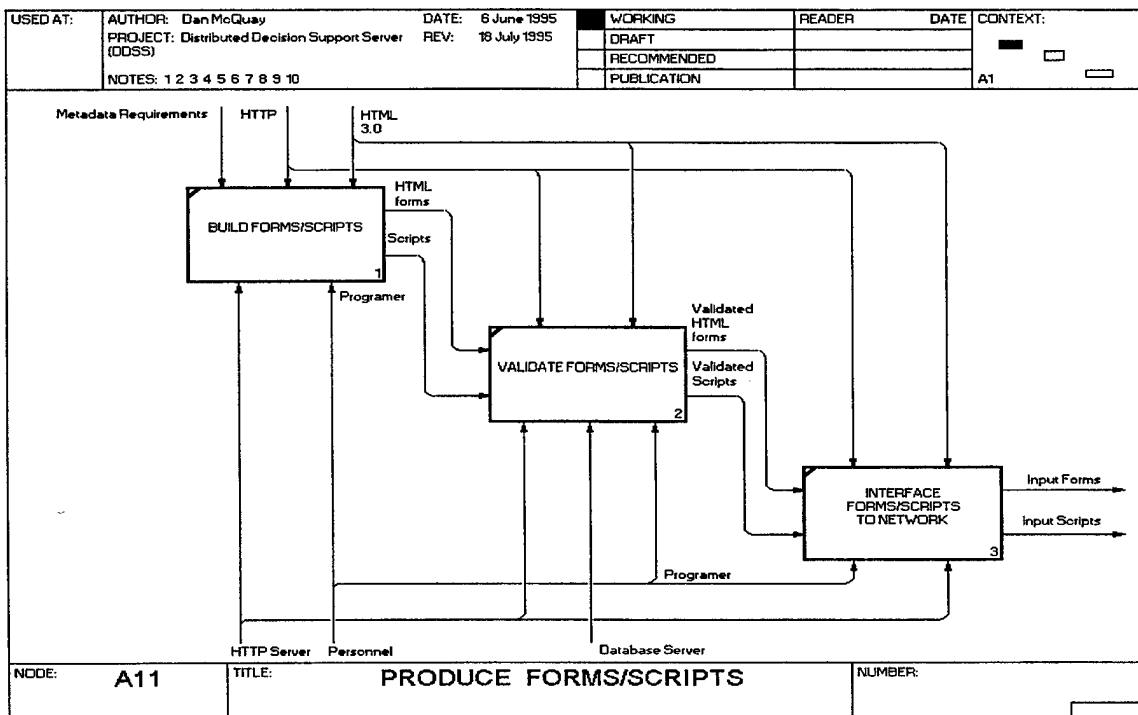 USED AT:
AUTHOR: Dan McQuay
DATE: 6 June 1995
PROJECT: Distributed Decision Support Server
(DDSS)
REV: 18 July 1995
NOTES: 1 2 3 4 5 6 7 8 9 10
WORKING
DRAFT
RECOMMENDED
PUBLICATION
READER DATE
CONTEXT:
A1
Metadata Requirements
HTTP
HTML
3.0
BUILD FORMS/SCRIPTS
1
HTML
forms
Scripts
Programer
VALIDATE FORMS/SCRIPTS
2
Validated
HTML
forms
Validated
Scripts
INTERFACE
FORMS/SCRIPTS
TO NETWORK
3
Input Forms
Input Scripts
Programer
HTTP Server
Personnel
Database Server
NODE:
A11
TITLE:
PRODUCE FORMS/SCRIPTS
NUMBER: